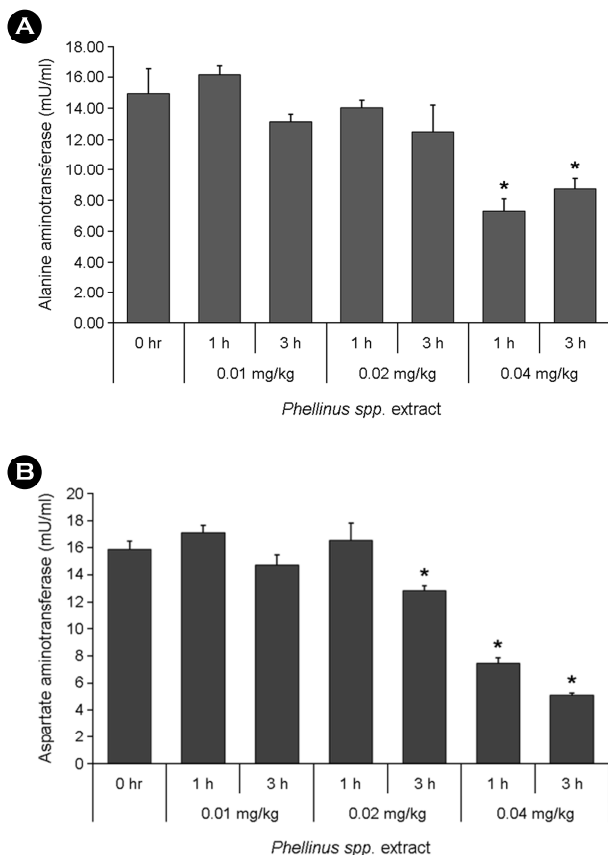 A
Alanine aminotransferase (mU/ml)
18.00
16.00
14.00
12.00
10.00
8.00
6.00
4.00
2.00
0.00
* *
0 hr 1 h 3 h 1 h 3 h 1 h 3 h
0.01 mg/kg 0.02 mg/kg 0.04 mg/kg
Phellinus spp. extract
B
Aspartate aminotransferase (mU/ml)
20
18
16
14
12
10
8
6
4
2
0
* * *
0 hr 1 h 3 h 1 h 3 h 1 h 3 h
0.01 mg/kg 0.02 mg/kg 0.04 mg/kg
Phellinus spp. extract